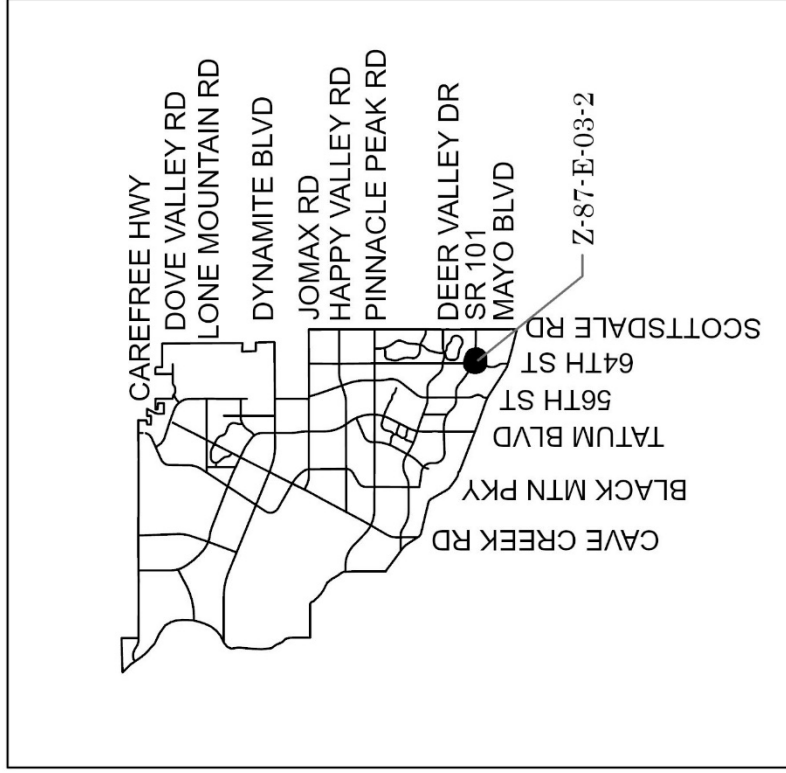 CAREFREE HWY
DOVE VALLEY RD
LONE MOUNTAIN RD
DYNAMITE BLVD
JOMAX RD
HAPPY VALLEY RD
PINNACLE PEAK RD
DEER VALLEY DR
SR 101
MAYO BLVD
Z-87-E-03-2
SCOTTSDALE RD
64TH ST
56TH ST
TATUM BLVD
BLACK MTN PKY
CAVE CREEK RD